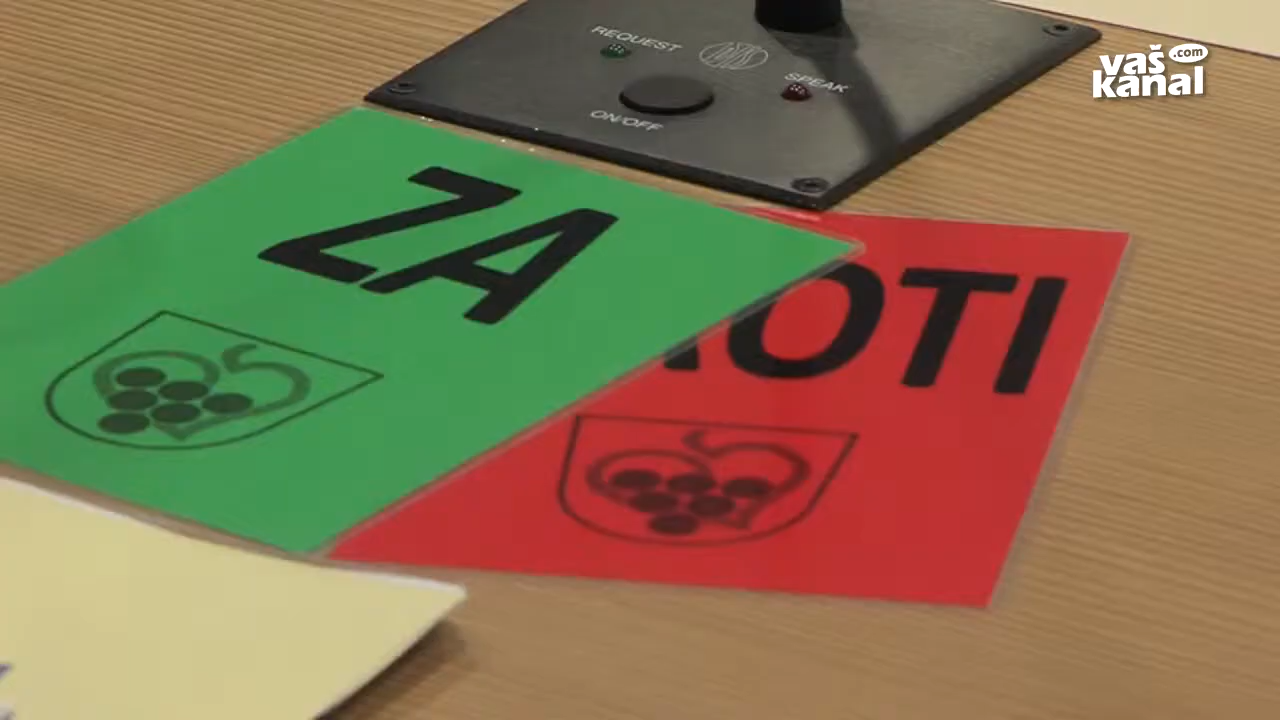 REQUEST
SPEAK
ON/OFF
vaš
.com
kanal
ZA
OTI